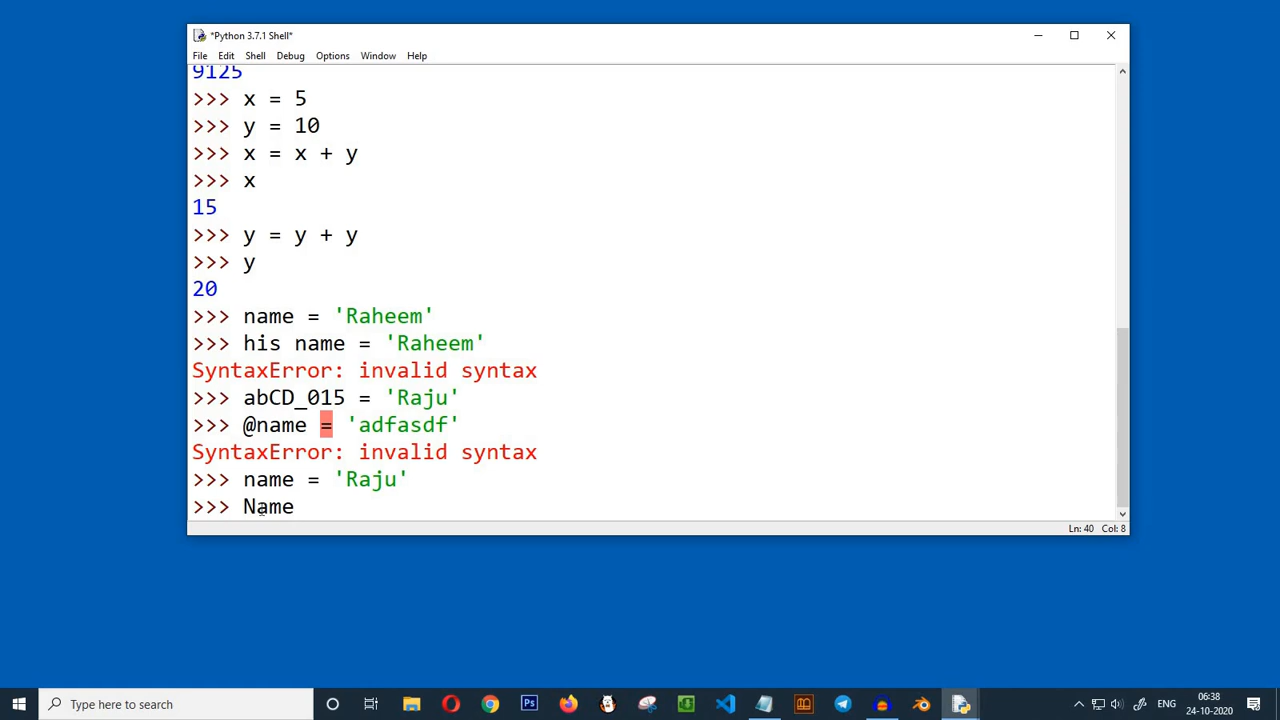 *Python 3.7.1 Shell*
File Edit Shell Debug Options Window Help
9125
>>> x = 5
>>> y = 10
>>> x = x + y
>>> x
15
>>> y = y + y
>>> y
20
>>> name = 'Raheem'
>>> his name = 'Raheem'
SyntaxError: invalid syntax
>>> abCD_015 = 'Raju'
>>> @name = 'adfasdf'
SyntaxError: invalid syntax
>>> name = 'Raju'
>>> Name
Ln: 40 Col: 8
Type here to search
Ps
ENG
06:38
24-10-2020